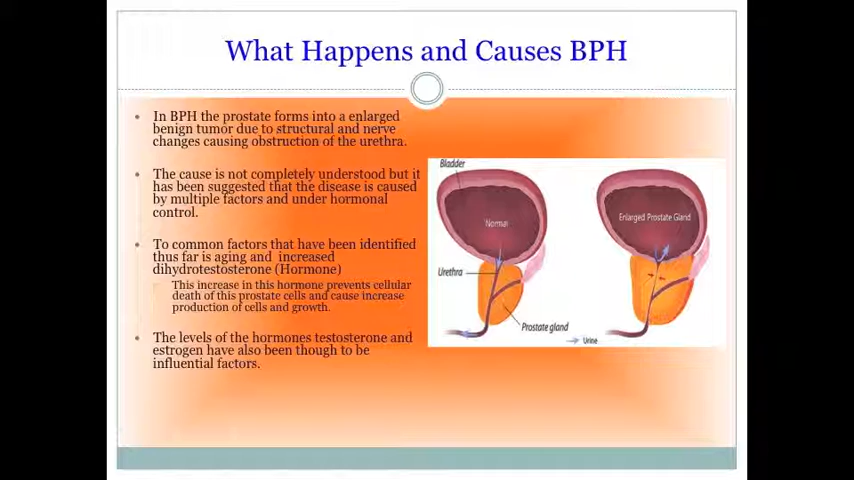 What Happens and Causes BPH
In BPH the prostate forms into a enlarged
benign tumor due to structural and nerve
changes causing obstruction of the urethra.
The cause is not completely understood but it
has been suggested that the disease is caused
by multiple factors and under hormonal
control.
To common factors that have been identified
thus far is aging and increased
dihydrotestosterone (Hormone)
This increase in this hormone prevents cellular
death of this prostate cells and cause increase
production of cells and growth.
The levels of the hormones testosterone and
estrogen have also been though to be
influential factors.
Bladder
Normal
Enlarged Prostate Gland
Urethra
Prostate gland
Urine